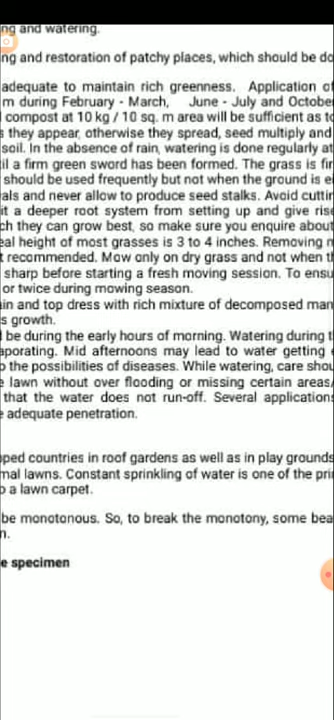 ng and watering.
ng and restoration of patchy places, which should be do
adequate to maintain rich greenness. Application of
m during February - March, June - July and Octobe
compost at 10 kg / 10 sq. m area will be sufficient as to
s they appear, otherwise they spread, seed multiply and
soil. In the absence of rain, watering is done regularly at
til a firm green sword has been formed. The grass is fir
should be used frequently but not when the ground is e
als and never allow to produce seed stalks. Avoid cuttin
it a deeper root system from setting up and give rise
ch they can grow best, so make sure you enquire about
eal height of most grasses is 3 to 4 inches. Removing m
t recommended. Mow only on dry grass and not when th
sharp before starting a fresh moving session. To ensu
or twice during mowing season.
in and top dress with rich mixture of decomposed man
s growth.
be during the early hours of morning. Watering during t
aporating. Mid afternoons may lead to water getting
o the possibilities of diseases. While watering, care shou
e lawn without over flooding or missing certain areas/
that the water does not run-off. Several applications
e adequate penetration.
ped countries in roof gardens as well as in play grounds
mal lawns. Constant sprinkling of water is one of the pri
o a lawn carpet.
be monotonous. So, to break the monotony, some bea
n.
e specimen